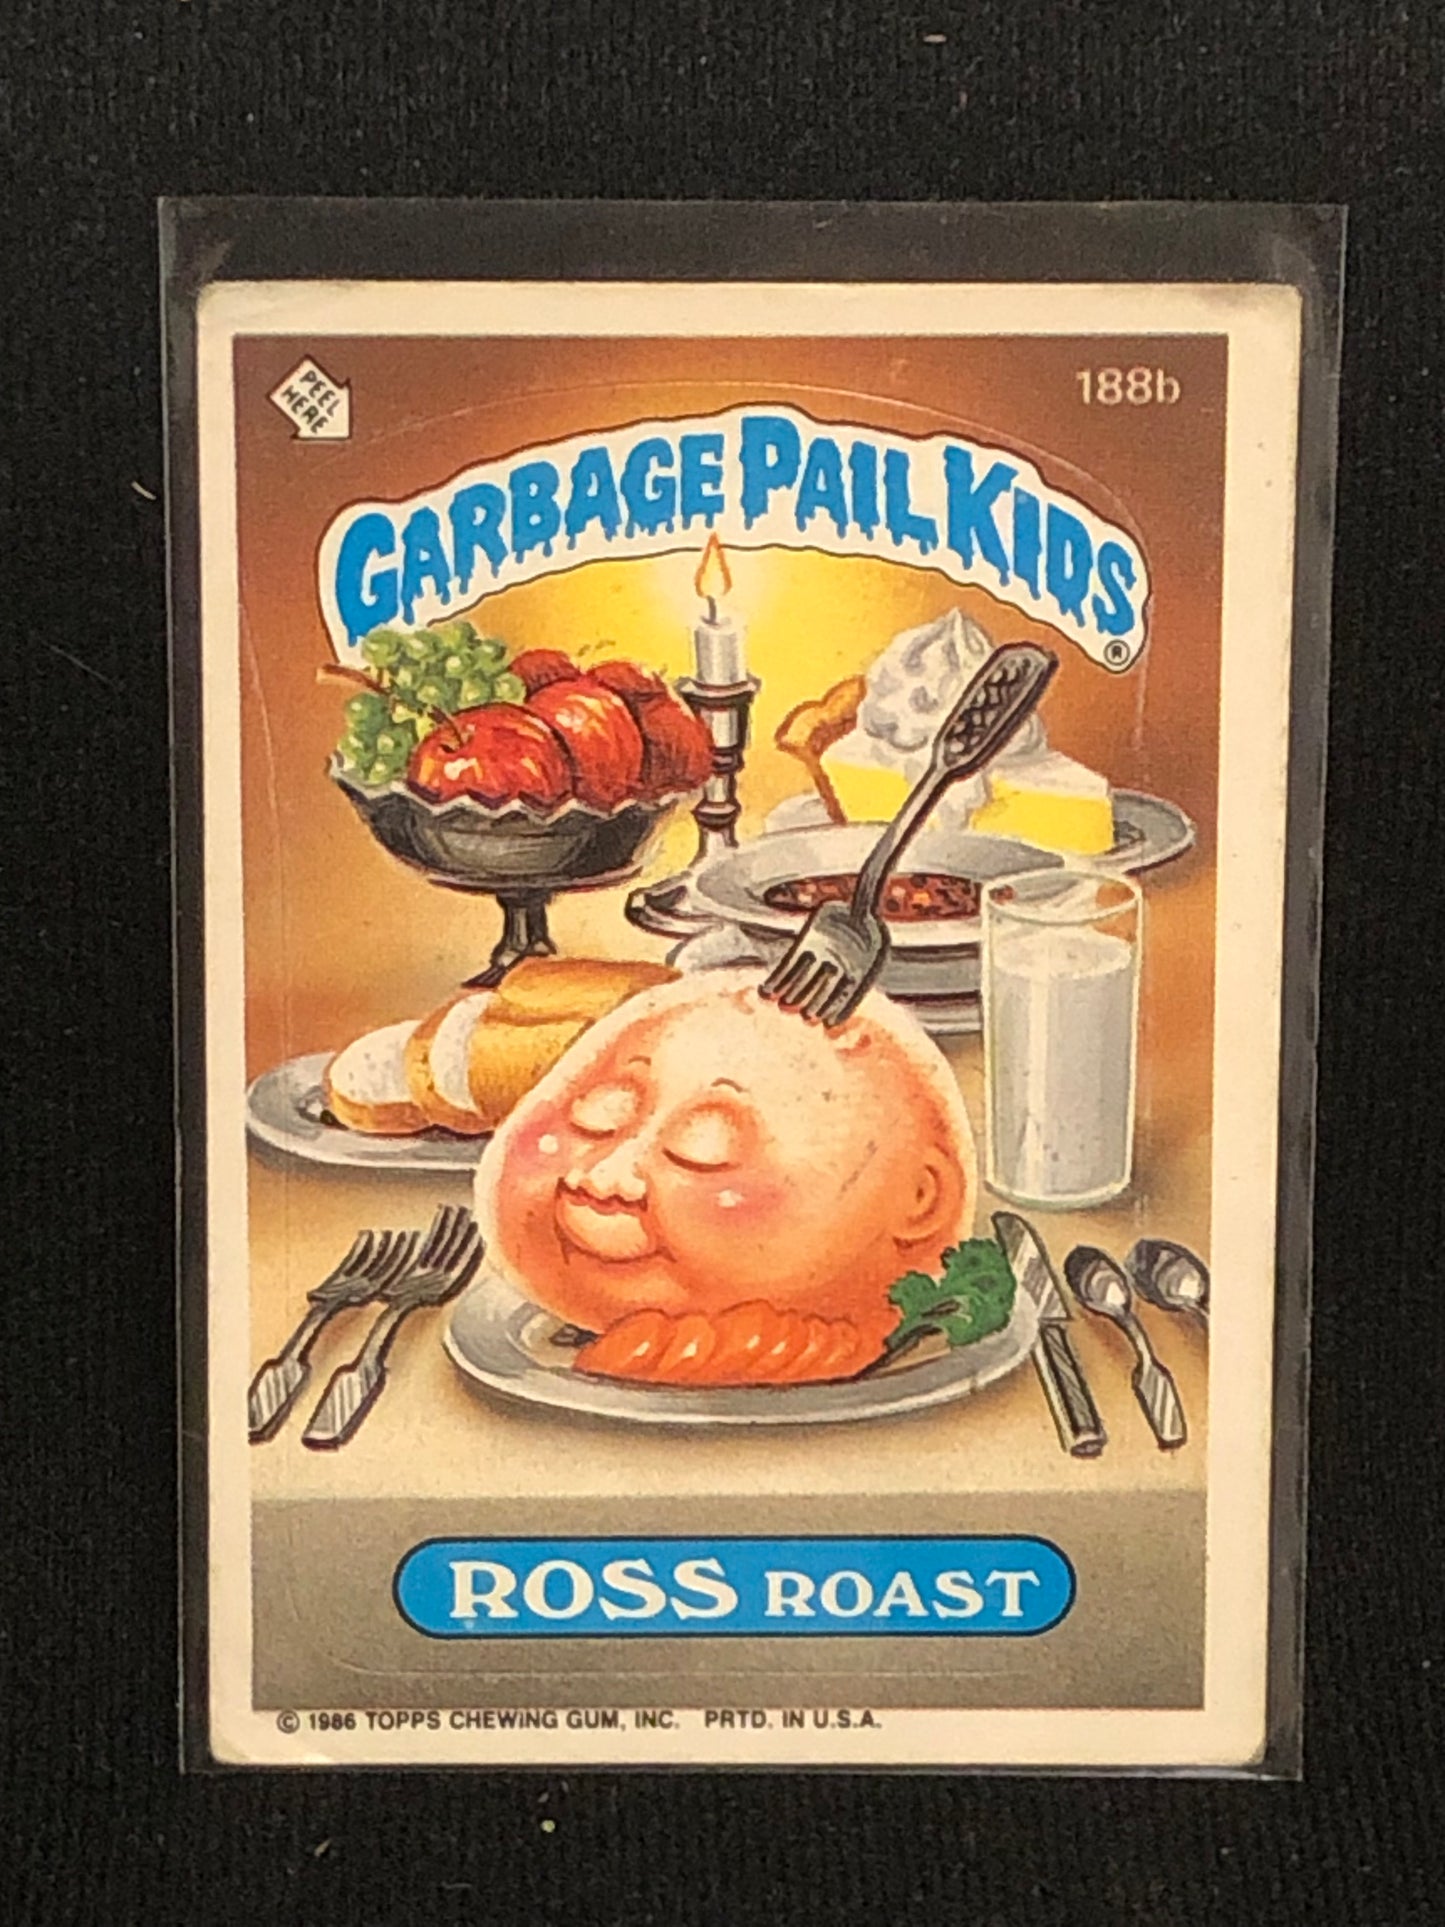 PEEL
HERE
188b
GARBAGE PAIL KIDS®
ROSS ROAST
© 1986 TOPPS CHEWING GUM, INC. PRTD. IN U.S.A.